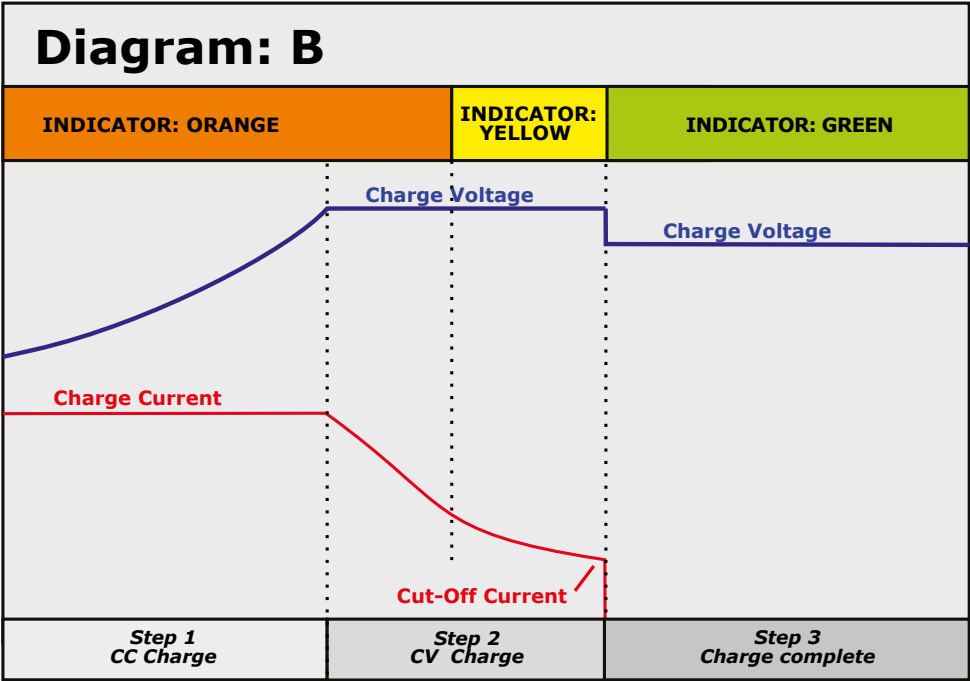 Diagram: B
INDICATOR: ORANGE
INDICATOR:
YELLOW
INDICATOR: GREEN
Charge Voltage
Charge Voltage
Charge Current
Cut-Off Current
Step 1
CC Charge
Step 2
CV Charge
Step 3
Charge complete